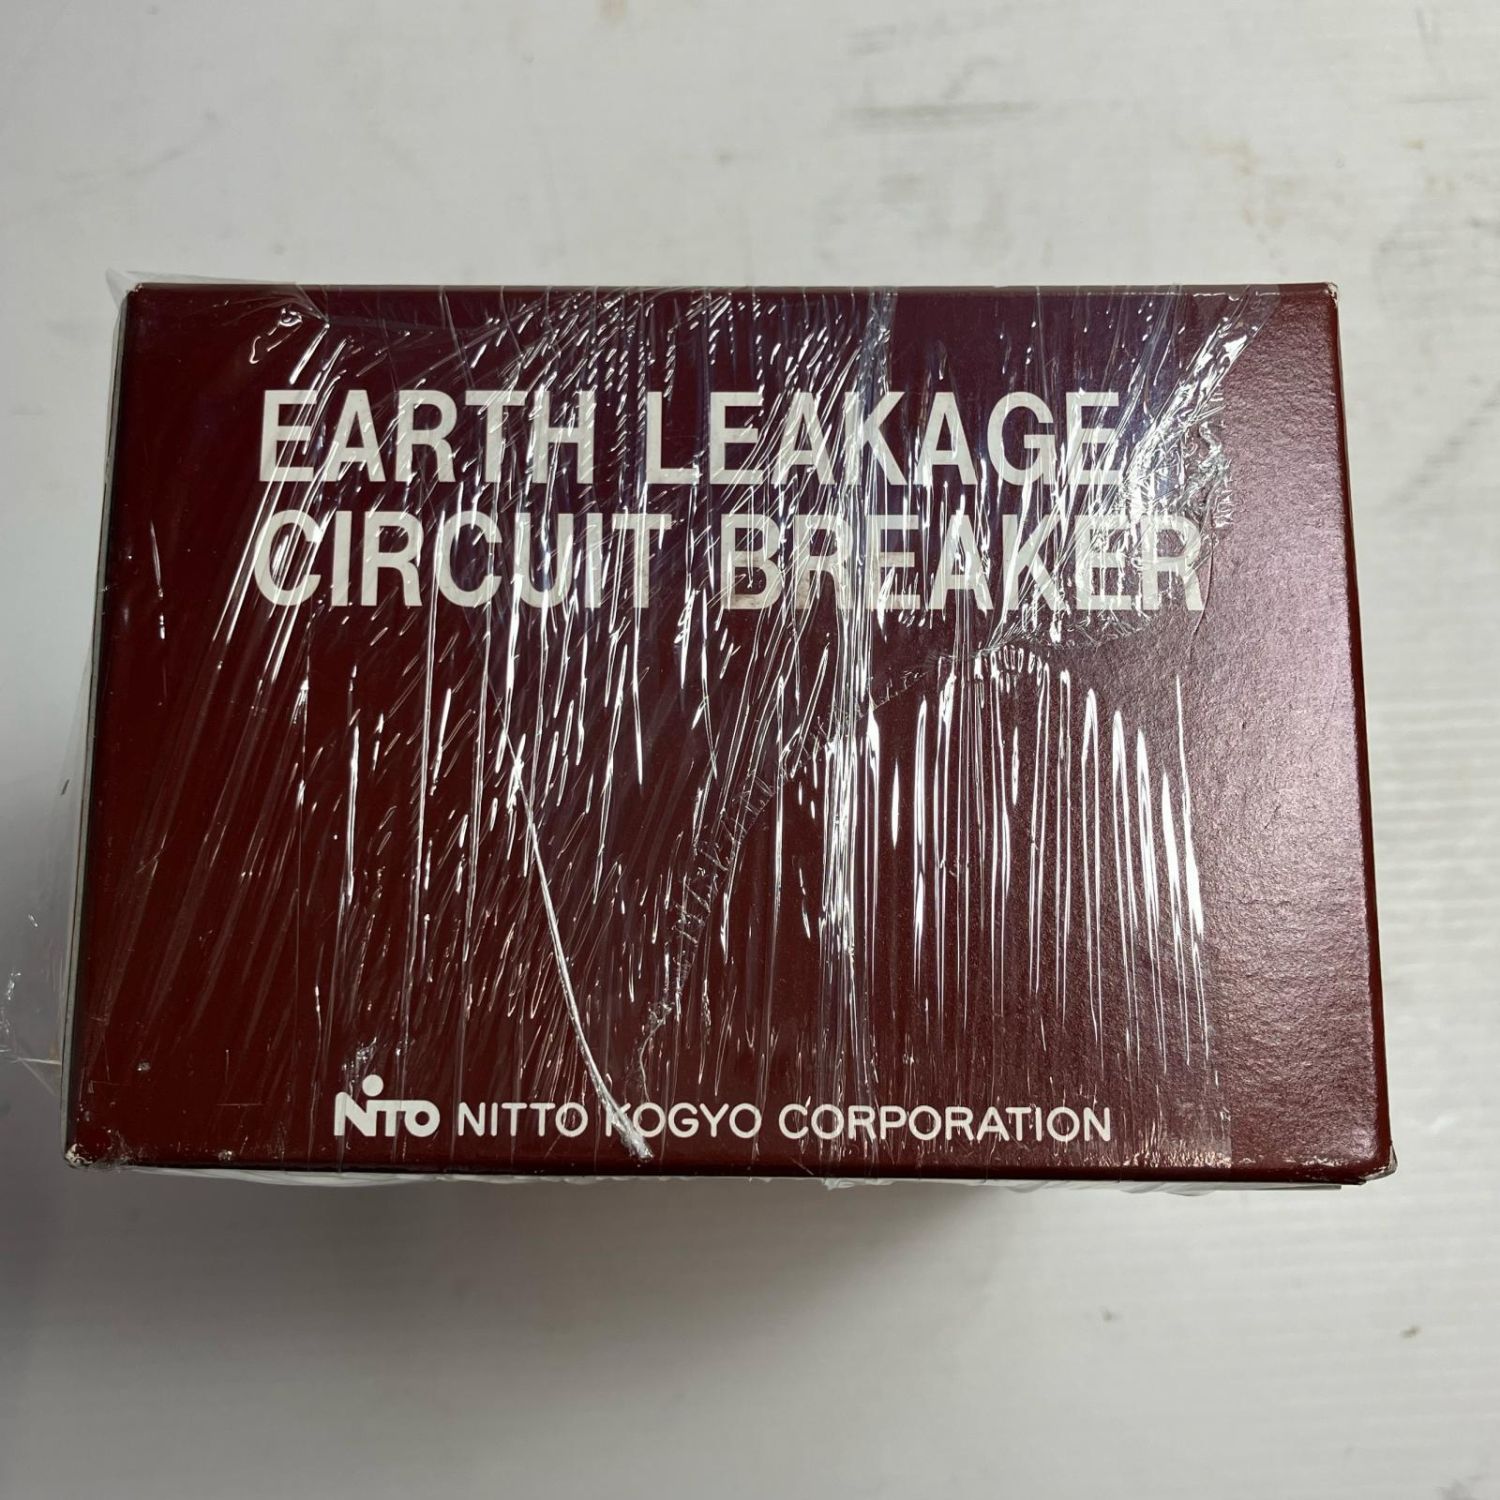 EARTH LEAKAGE
CIRCUIT BREAKER
NITO NITTO KOGYO CORPORATION